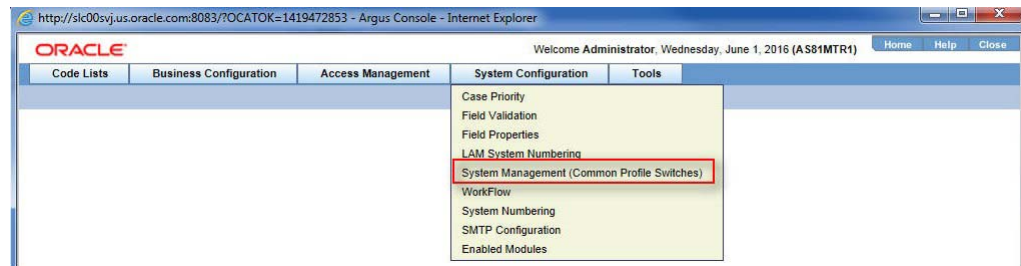 http://slc00svj.us.oracle.com:8083/?OCATOK=1419472853 - Argus Console - Internet Explorer
ORACLE
Welcome Administrator, Wednesday, June 1, 2016 (AS81MTR1)
Home Help Close
Code Lists Business Configuration Access Management System Configuration Tools
Case Priority
Field Validation
Field Properties
LAM System Numbering
System Management (Common Profile Switches)
WorkFlow
System Numbering
SMTP Configuration
Enabled Modules